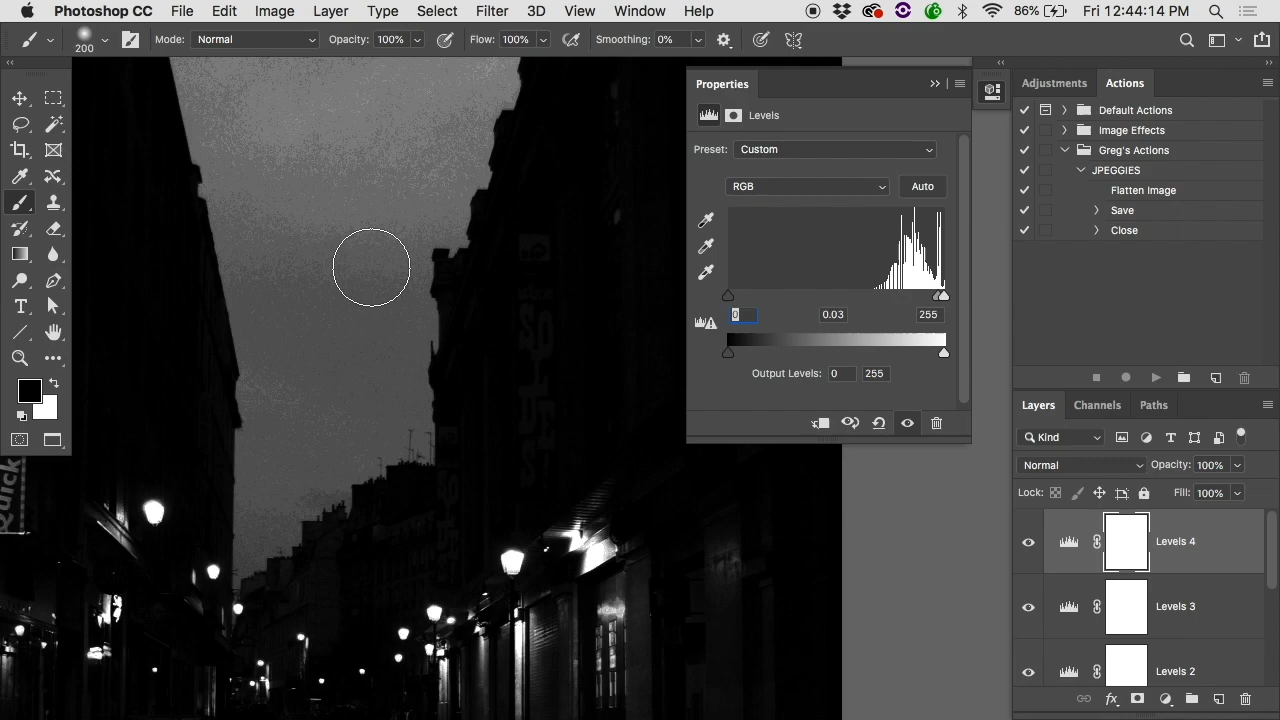 Photoshop CC File Edit Image Layer Type Select Filter 3D View Window Help 86% Fri 12:44:14 PM
200 Mode: Normal Opacity: 100% Flow: 100% Smoothing: 0%
Properties
Levels
Preset: Custom
RGB Auto
0 0.03 255
Output Levels: 0 255
Adjustments Actions
Default Actions
Image Effects
Greg's Actions
JPEGGIES
Flatten Image
Save
Close
Layers Channels Paths
Kind
Normal Opacity: 100%
Lock: Fill: 100%
Levels 4
Levels 3
Levels 2
Quick